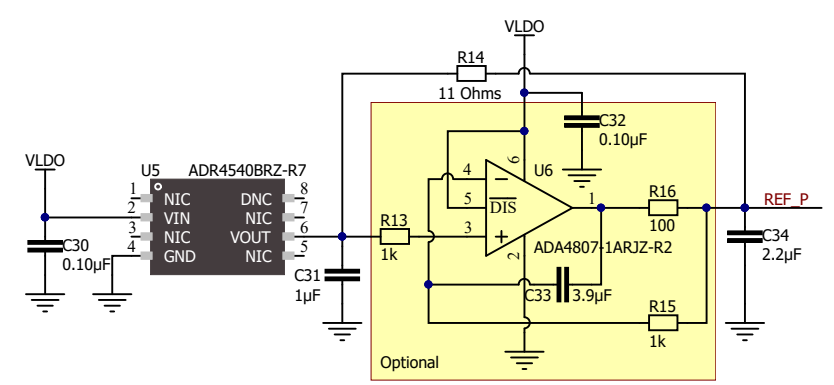 VLDO
R14
11 Ohms
C32
0.10µF
VLDO
U5 ADR4540BRZ-R7
1 NIC DNC 8
2 VIN NIC 7
3 NIC VOUT 6
4 GND NIC 5
C30
0.10µF
C31
1µF
R13
1k
4
5 DIS
3
6
2
1
U6
ADA4807-1ARJZ-R2
R16
100
REF_P
C34
2.2µF
C33 3.9µF
R15
1k
Optional